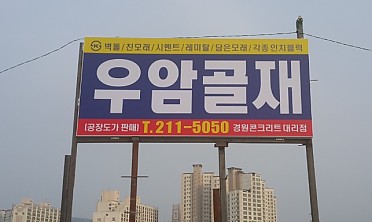 벽돌/친모래/시멘트/레미탈/담은모래/각종인치블럭
우암골재
(공장도가 판매) T.211-5050 경원콘크리트 대리점